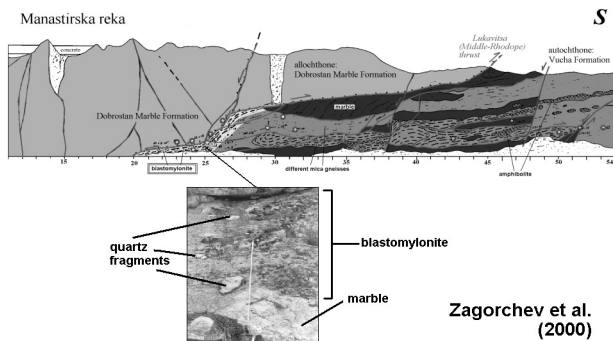 Manastirska reka
S
concrete
Lukavitsa
(Middle-Rhodope)
thrust
allochthone:
Dobrostan Marble Formation
autochthone:
Vucha Formation
marble
Dobrostan Marble Formation
15
20
25
30
35
40
45
50
54
blastomylonite
different mica gneisses
amphibolite
quartz
fragments
blastomylonite
marble
Zagorchev et al.
(2000)